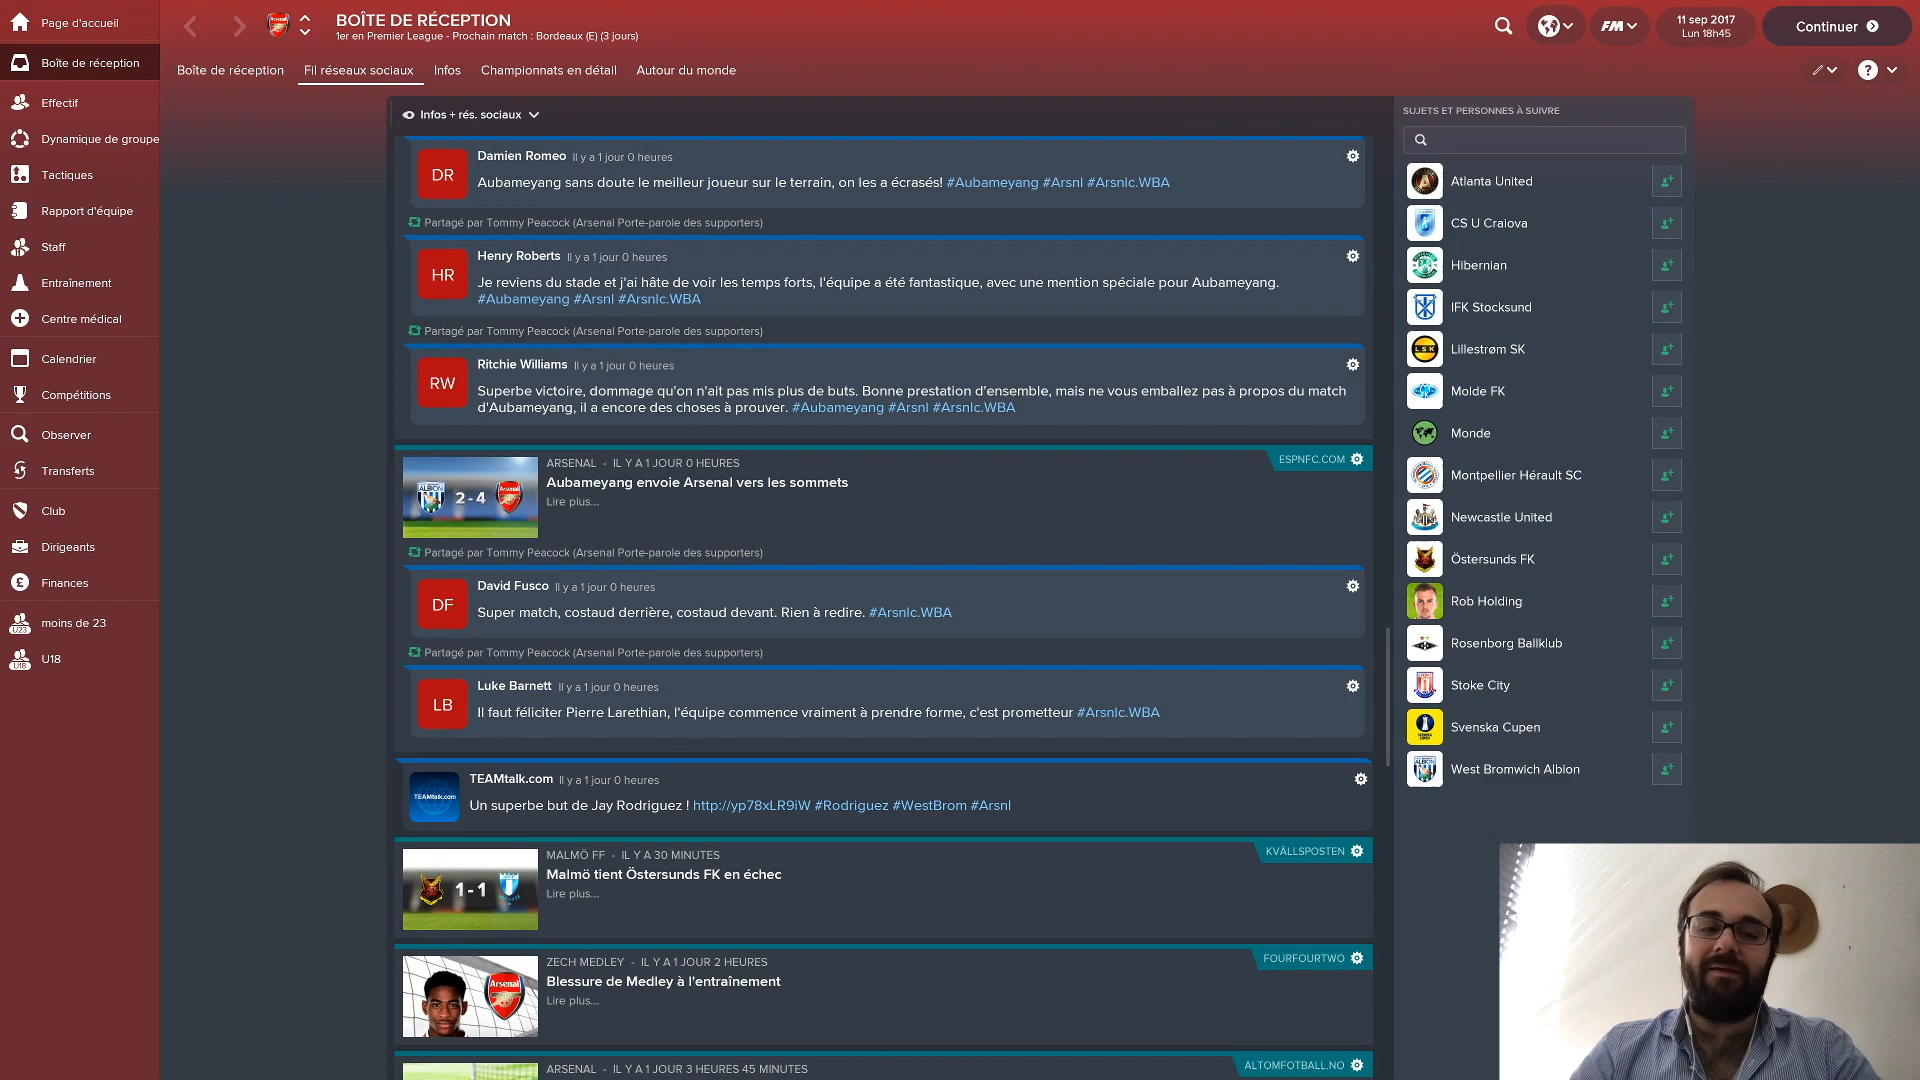 Page d'accueil
Boîte de réception
Effectif
Dynamique de groupe
Tactiques
Rapport d'équipe
Staff
Entraînement
Centre médical
Calendrier
Compétitions
Observer
Transferts
Club
Dirigeants
Finances
U23
moins de 23
U18
U18
BOÎTE DE RÉCEPTION
1er en Premier League - Prochain match : Bordeaux (E) (3 jours)
FM
11 sep 2017
Lun 18h45
Continuer
Boîte de réception
Fil réseaux sociaux
Infos
Championnats en détail
Autour du monde
?
Infos + rés. sociaux
DR
Damien Romeo Il y a 1 jour 0 heures
Aubameyang sans doute le meilleur joueur sur le terrain, on les a écrasés! #Aubameyang #Arsnl #Arsnlc.WBA
Partagé par Tommy Peacock (Arsenal Porte-parole des supporters)
HR
Henry Roberts Il y a 1 jour 0 heures
Je reviens du stade et j'ai hâte de voir les temps forts, l'équipe a été fantastique, avec une mention spéciale pour Aubameyang.
#Aubameyang #Arsnl #Arsnlc.WBA
Partagé par Tommy Peacock (Arsenal Porte-parole des supporters)
RW
Ritchie Williams Il y a 1 jour 0 heures
Superbe victoire, dommage qu'on n'ait pas mis plus de buts. Bonne prestation d'ensemble, mais ne vous emballez pas à propos du match
d'Aubameyang, il a encore des choses à prouver. #Aubameyang #Arsnl #Arsnlc.WBA
ALBION
2 - 4
Arsenal
ARSENAL - IL Y A 1 JOUR 0 HEURES
ESPNFC.COM
Aubameyang envoie Arsenal vers les sommets
Lire plus...
Partagé par Tommy Peacock (Arsenal Porte-parole des supporters)
DF
David Fusco Il y a 1 jour 0 heures
Super match, costaud derrière, costaud devant. Rien à redire. #Arsnlc.WBA
Partagé par Tommy Peacock (Arsenal Porte-parole des supporters)
LB
Luke Barnett Il y a 1 jour 0 heures
Il faut féliciter Pierre Larethian, l'équipe commence vraiment à prendre forme, c'est prometteur #Arsnlc.WBA
TEAMtalk.com
TEAMtalk.com Il y a 1 jour 0 heures
Un superbe but de Jay Rodriguez ! http://yp78xLR9iW #Rodriguez #WestBrom #Arsnl
1 - 1
MALMÖ FF - IL Y A 30 MINUTES
KVÄLLSPOSTEN
Malmö tient Östersunds FK en échec
Lire plus...
Arsenal
ZECH MEDLEY - IL Y A 1 JOUR 2 HEURES
FOURFOURTWO
Blessure de Medley à l'entraînement
Lire plus...
ARSENAL - IL Y A 1 JOUR 3 HEURES 45 MINUTES
ALTOMFOTBALL.NO
SUJETS ET PERSONNES À SUIVRE
Atlanta United
CS U Craiova
Hibernian
IFK Stocksund
LSK
Lillestrøm SK
Molde FK
Monde
Montpellier Hérault SC
Newcastle United
Östersunds FK
Rob Holding
Rosenborg Ballklub
Stoke City
SVENSKA CUPEN
Svenska Cupen
ALBION
West Bromwich Albion